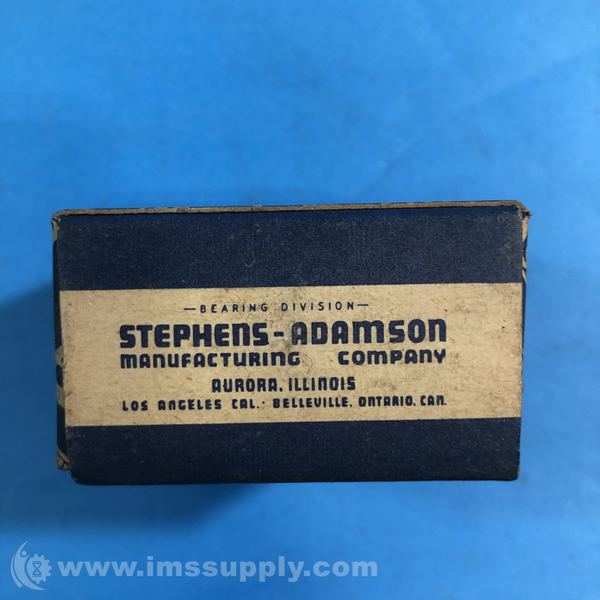 —BEARING DIVISION—
STEPHENS-ADAMSON
MANUFACTURING COMPANY
AURORA, ILLINOIS
LOS ANGELES CAL. · BELLEVILLE, ONTARIO, CAN.
www.imssupply.com